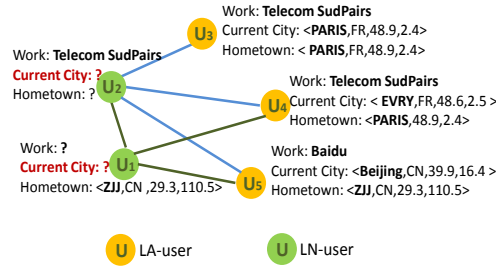 Work: Telecom SudPairs
Current City: <PARIS,FR,48.9,2.4>
Hometown: < PARIS,48.9,2.4>
U3
Work: Telecom SudPairs
Current City: ?
Hometown: ?
U2
Work: Telecom SudPairs
Current City: < EVRY,FR,48.6,2.5 >
Hometown: <PARIS,48.9,2.4>
U4
Work: ?
Current City: ?
Hometown: <ZJJ,CN ,29.3,110.5>
U1
Work: Baidu
Current City: <Beijing,CN,39.9,16.4 >
Hometown: <ZJJ,CN,29.3,110.5>
U5
U LA-user
U LN-user